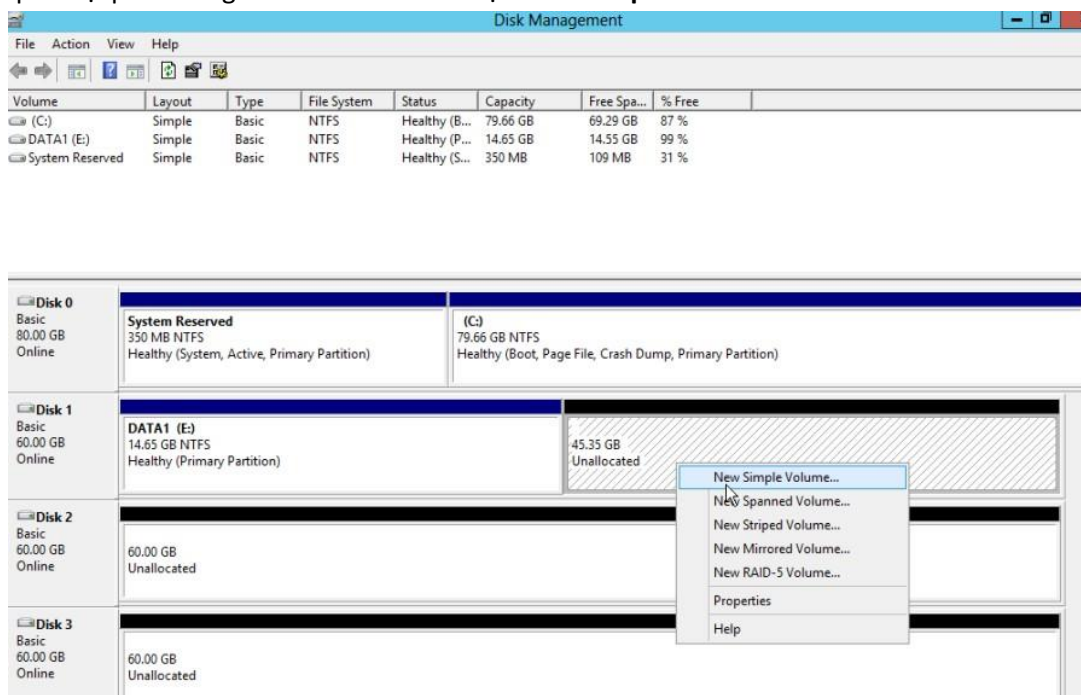 Disk Management
File Action View Help
Volume Layout Type File System Status Capacity Free Spa... % Free
(C:) Simple Basic NTFS Healthy (B... 79.66 GB 69.29 GB 87 %
DATA1 (E:) Simple Basic NTFS Healthy (P... 14.65 GB 14.55 GB 99 %
System Reserved Simple Basic NTFS Healthy (S... 350 MB 109 MB 31 %
Disk 0
Basic
80.00 GB
Online
System Reserved
350 MB NTFS
Healthy (System, Active, Primary Partition)
(C:)
79.66 GB NTFS
Healthy (Boot, Page File, Crash Dump, Primary Partition)
Disk 1
Basic
60.00 GB
Online
DATA1 (E:)
14.65 GB NTFS
Healthy (Primary Partition)
45.35 GB
Unallocated
New Simple Volume...
New Spanned Volume...
New Striped Volume...
New Mirrored Volume...
New RAID-5 Volume...
Properties
Help
Disk 2
Basic
60.00 GB
Online
60.00 GB
Unallocated
Disk 3
Basic
60.00 GB
Online
60.00 GB
Unallocated